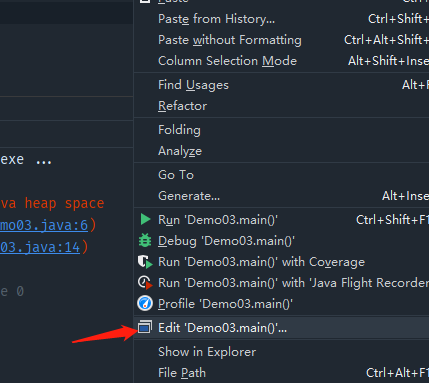 Paste
Paste from History... Ctrl+Shift+
Paste without Formatting Ctrl+Alt+Shift+
Column Selection Mode Alt+Shift+Inse
Find Usages Alt+F
Refactor
Folding
Analyze
exe ...
Go To
Generate... Alt+Inse
va heap space
Run 'Demo03.main()' Ctrl+Shift+F1
mo03.java:6)
Debug 'Demo03.main()'
03.java:14)
Run 'Demo03.main()' with Coverage
Run 'Demo03.main()' with 'Java Flight Recorder
e 0
Profile 'Demo03.main()'
Edit 'Demo03.main()'...
Show in Explorer
File Path Ctrl+Alt+F1